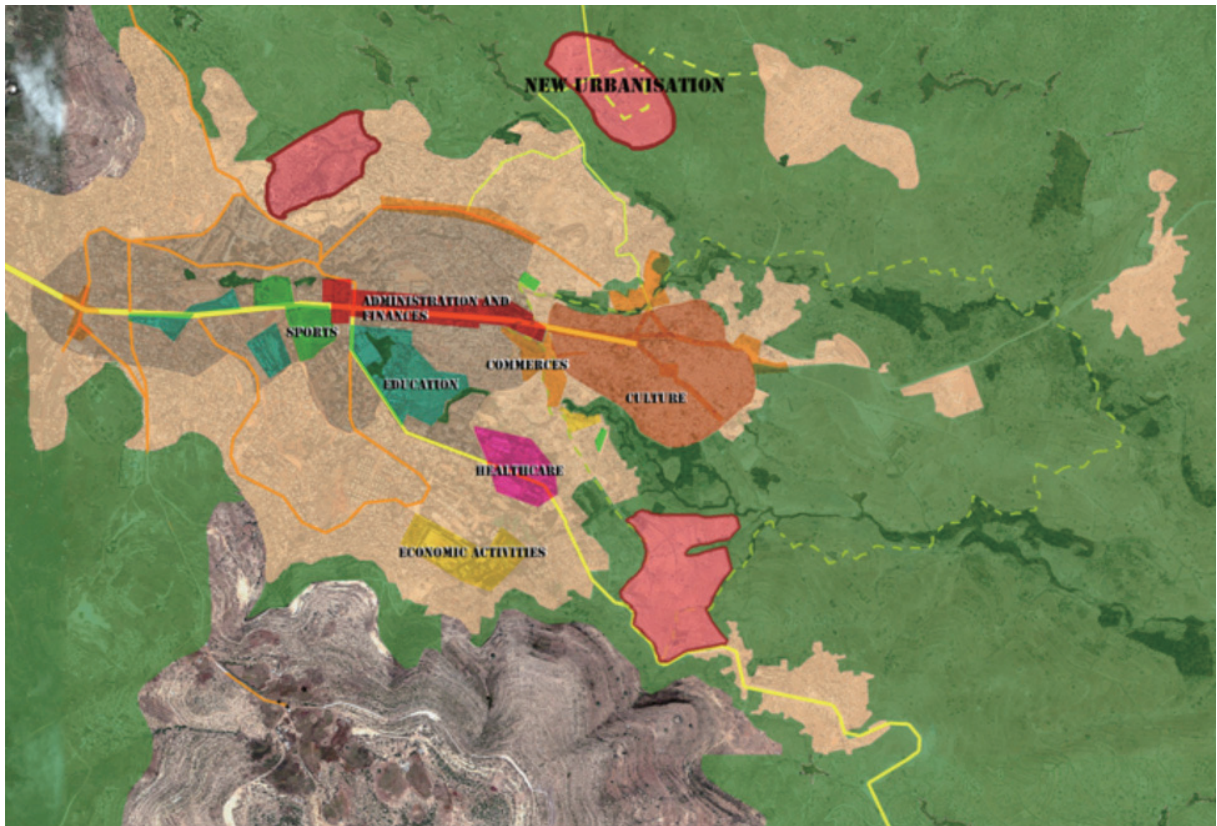 NEW URBANISATION
ADMINISTRATION AND
FINANCES
SPORTS
COMMERCES
EDUCATION
CULTURE
HEALTHCARE
ECONOMIC ACTIVITIES